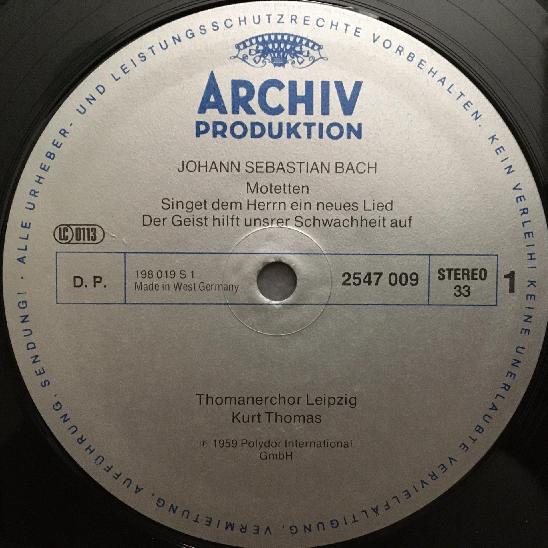 ALLE URHEBER- UND LEISTUNGSSCHUTZRECHTE VORBEHALTEN. KEIN VERLEIH! KEINE UNERLAUBTE VERVIELFÄLTIGUNG, VERMIETUNG, AUFFÜHRUNG, SENDUNG!
ARCHIV
PRODUKTION
JOHANN SEBASTIAN BACH
Motetten
Singet dem Herrn ein neues Lied
Der Geist hilft unsrer Schwachheit auf
LC 0113
D. P.
198 019 S 1
Made in West Germany
2547 009
STEREO
33
1
Thomanerchor Leipzig
Kurt Thomas
℗ 1959 Polydor International
GmbH